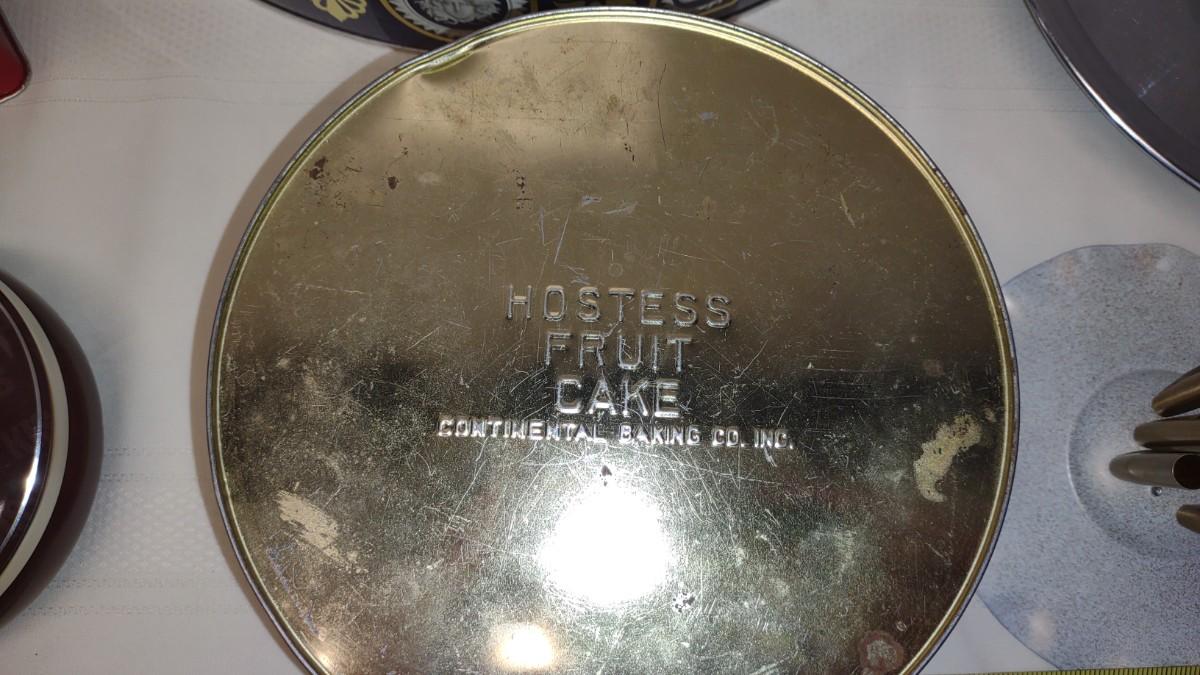 HOSTESS
FRUIT
CAKE
CONTINENTAL BAKING CO. INC.